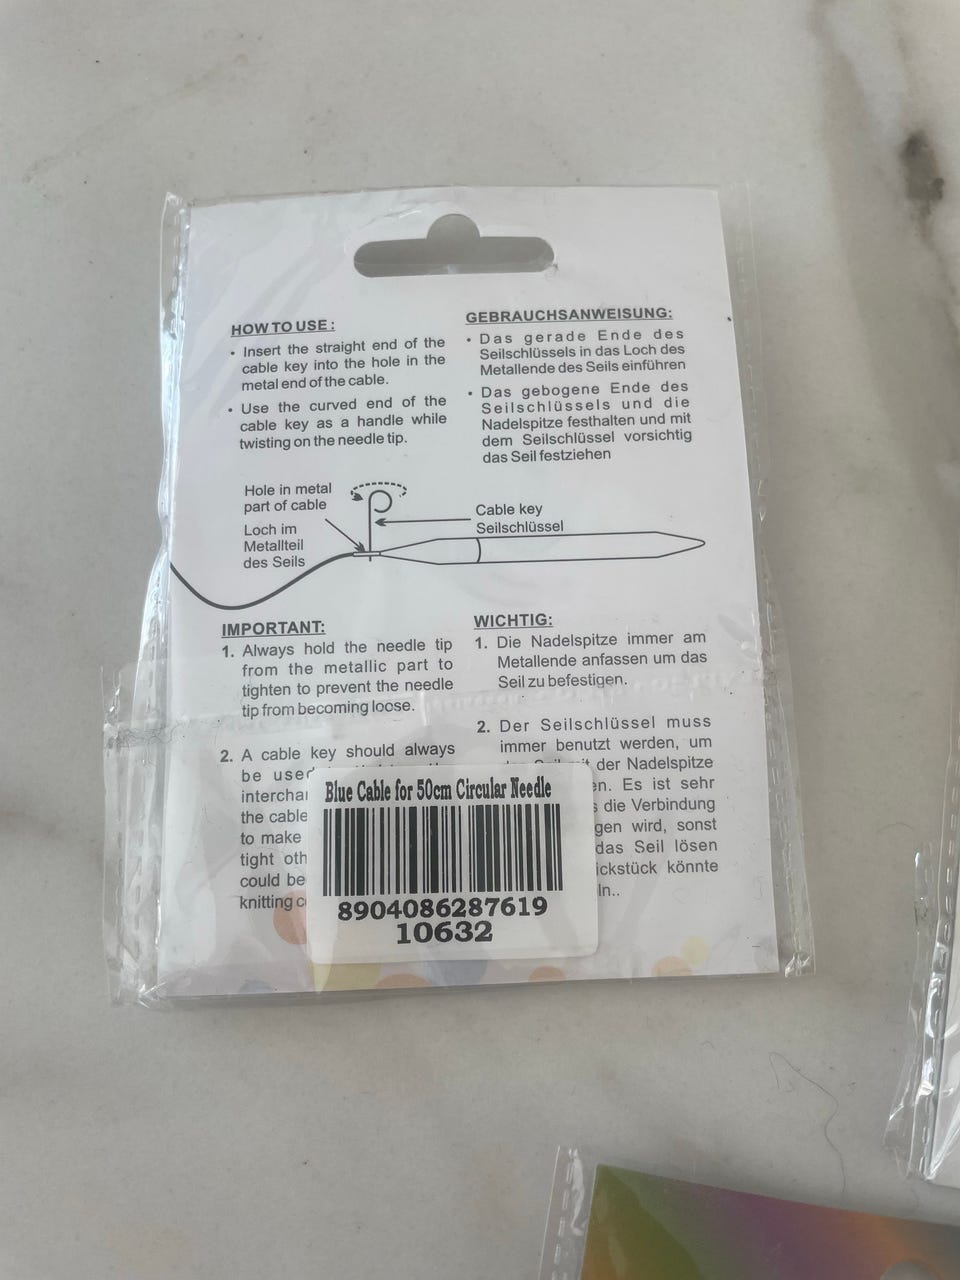 HOW TO USE :
• Insert the straight end of the
cable key into the hole in the
metal end of the cable.
• Use the curved end of the
cable key as a handle while
twisting on the needle tip.
GEBRAUCHSANWEISUNG:
• Das gerade Ende des
Seilschlüssels in das Loch des
Metallende des Seils einführen
• Das gebogene Ende des
Seilschlüssels und die
Nadelspitze festhalten und mit
dem Seilschlüssel vorsichtig
das Seil festziehen
Hole in metal
part of cable
Loch im
Metallteil
des Seils
Cable key
Seilschlüssel
IMPORTANT:
1. Always hold the needle tip
from the metallic part to
tighten to prevent the needle
tip from becoming loose.
2. A cable key should always
be used
the cable
to make
tight
could be
knitting
WICHTIG:
1. Die Nadelspitze immer am
Metallende anfassen um das
Seil zu befestigen.
2. Der Seilschlüssel muss
immer benutzt werden, um
der Nadelspitze
Es ist sehr
die Verbindung
wird, sonst
das Seil lösen
könnte
Blue Cable for 50cm Circular Needle
8904086287619
10632